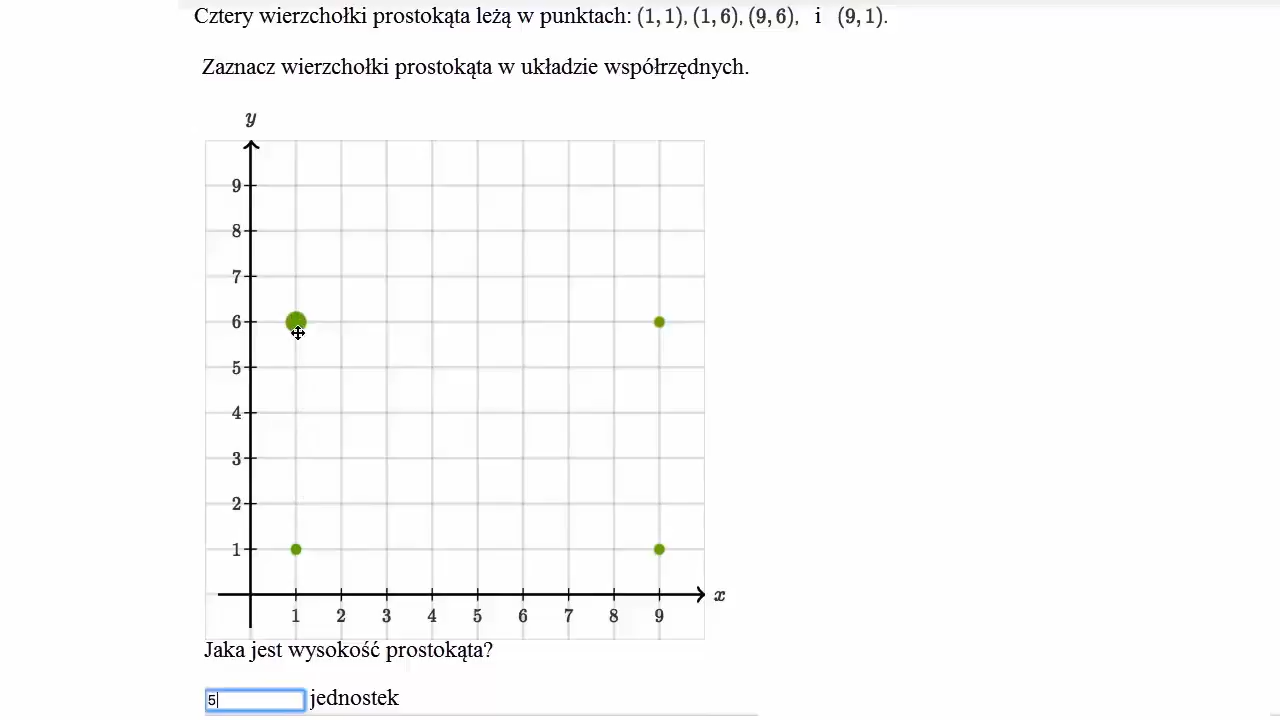 Cztery wierzchołki prostokąta leżą w punktach: (1, 1), (1, 6), (9, 6), i (9, 1).
Zaznacz wierzchołki prostokąta w układzie współrzędnych.
y
9
8
7
6
5
4
3
2
1
x
1 2 3 4 5 6 7 8 9
Jaka jest wysokość prostokąta?
5 jednostek